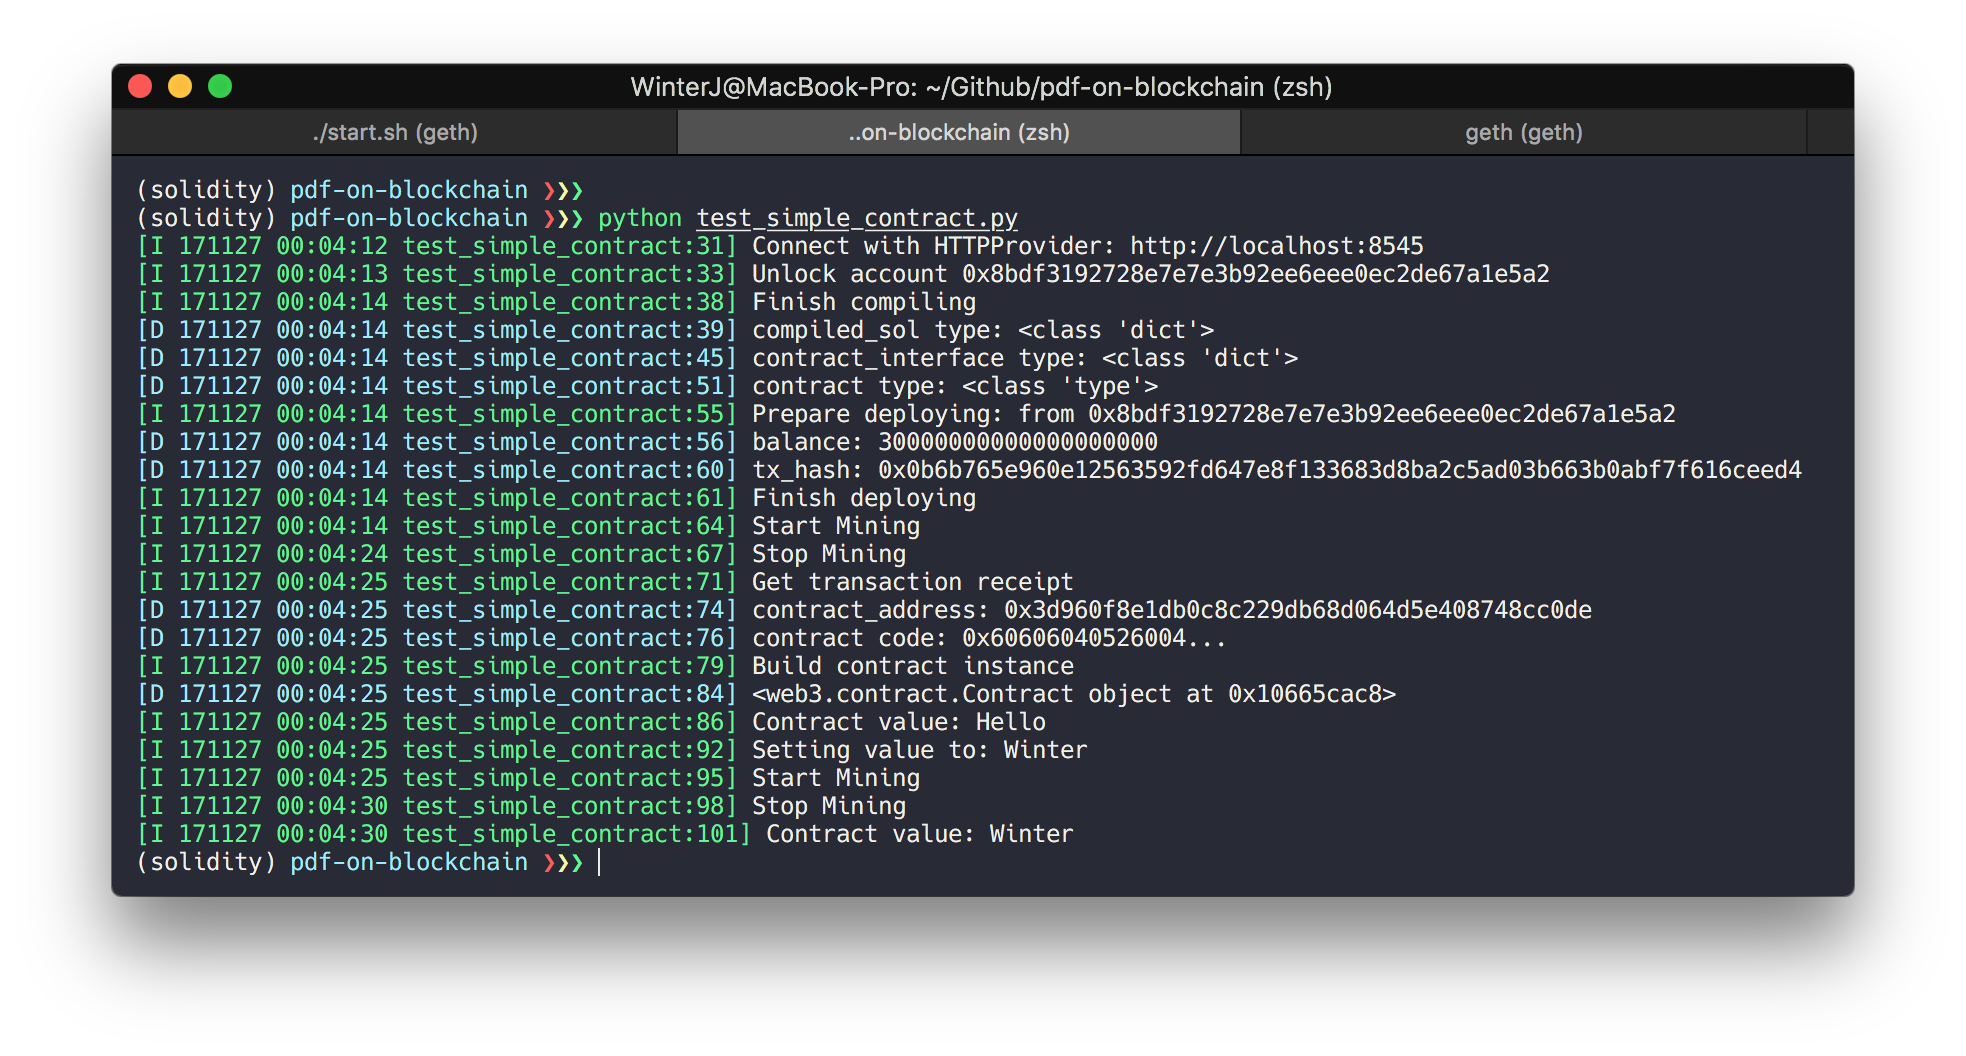 WinterJ@MacBook-Pro: ~/Github/pdf-on-blockchain (zsh)
./start.sh (geth) ..on-blockchain (zsh) geth (geth)
(solidity) pdf-on-blockchain ❯❯❯
(solidity) pdf-on-blockchain ❯❯❯ python test_simple_contract.py
[I 171127 00:04:12 test_simple_contract:31] Connect with HTTPProvider: http://localhost:8545
[I 171127 00:04:13 test_simple_contract:33] Unlock account 0x8bdf3192728e7e7e3b92ee6eee0ec2de67a1e5a2
[I 171127 00:04:14 test_simple_contract:38] Finish compiling
[D 171127 00:04:14 test_simple_contract:39] compiled_sol type: <class 'dict'>
[D 171127 00:04:14 test_simple_contract:45] contract_interface type: <class 'dict'>
[D 171127 00:04:14 test_simple_contract:51] contract type: <class 'type'>
[I 171127 00:04:14 test_simple_contract:55] Prepare deploying: from 0x8bdf3192728e7e7e3b92ee6eee0ec2de67a1e5a2
[D 171127 00:04:14 test_simple_contract:56] balance: 30000000000000000000
[D 171127 00:04:14 test_simple_contract:60] tx_hash: 0x0b6b765e960e12563592fd647e8f133683d8ba2c5ad03b663b0abf7f616ceed4
[I 171127 00:04:14 test_simple_contract:61] Finish deploying
[I 171127 00:04:14 test_simple_contract:64] Start Mining
[I 171127 00:04:24 test_simple_contract:67] Stop Mining
[I 171127 00:04:25 test_simple_contract:71] Get transaction receipt
[D 171127 00:04:25 test_simple_contract:74] contract_address: 0x3d960f8e1db0c8c229db68d064d5e408748cc0de
[D 171127 00:04:25 test_simple_contract:76] contract code: 0x60606040526004...
[I 171127 00:04:25 test_simple_contract:79] Build contract instance
[D 171127 00:04:25 test_simple_contract:84] <web3.contract.Contract object at 0x10665cac8>
[I 171127 00:04:25 test_simple_contract:86] Contract value: Hello
[I 171127 00:04:25 test_simple_contract:92] Setting value to: Winter
[I 171127 00:04:25 test_simple_contract:95] Start Mining
[I 171127 00:04:30 test_simple_contract:98] Stop Mining
[I 171127 00:04:30 test_simple_contract:101] Contract value: Winter
(solidity) pdf-on-blockchain ❯❯❯